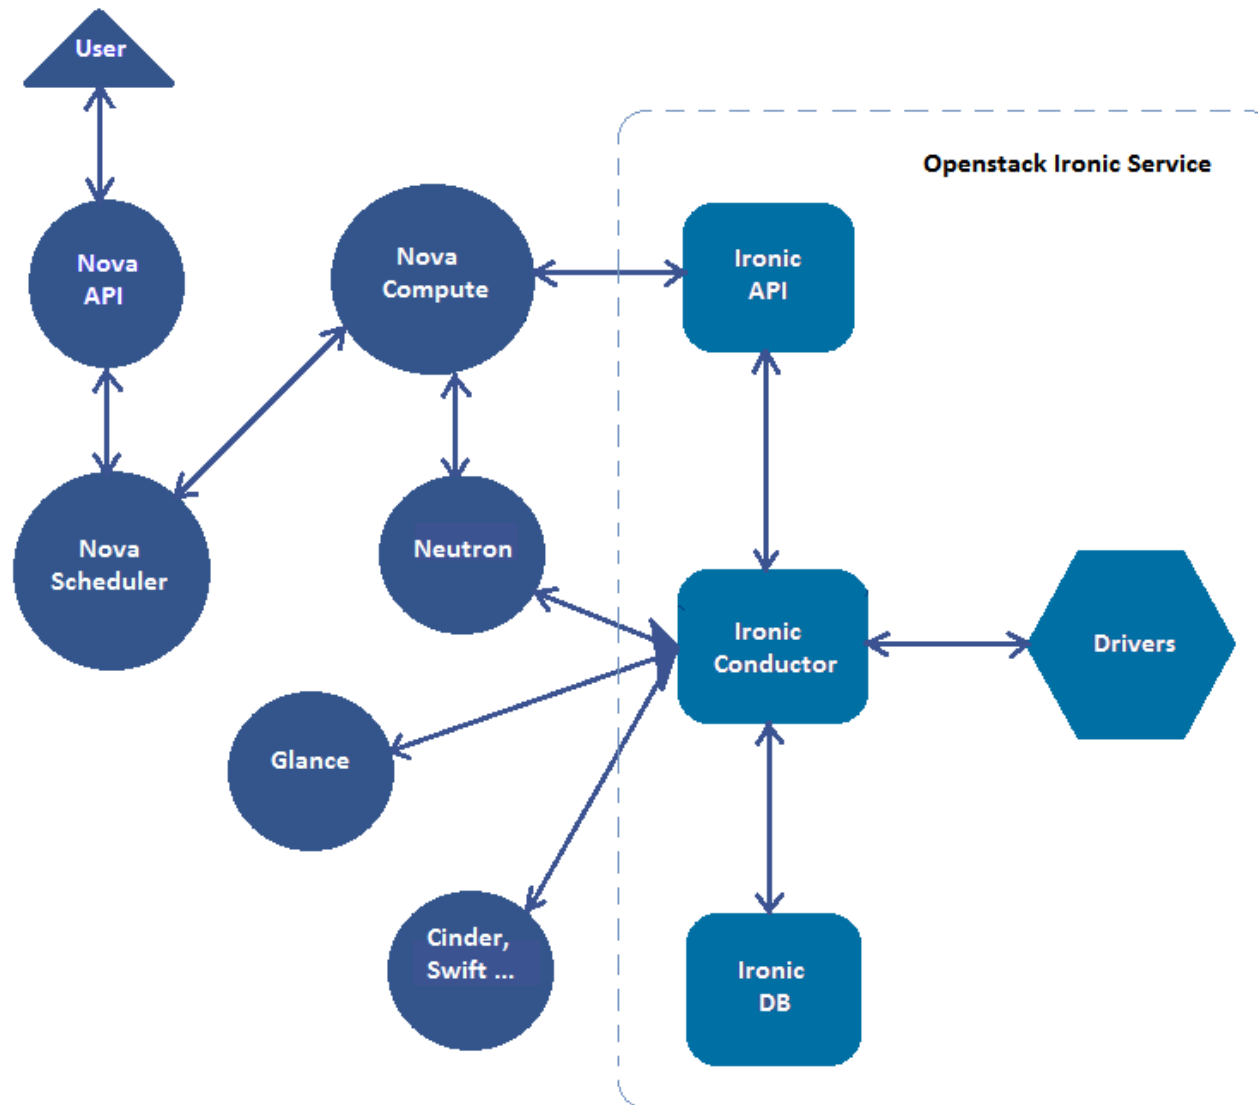 User
Openstack Ironic Service
Nova
API
Nova
Compute
Ironic
API
Nova
Scheduler
Neutron
Ironic
Conductor
Drivers
Glance
Cinder,
Swift ...
Ironic
DB